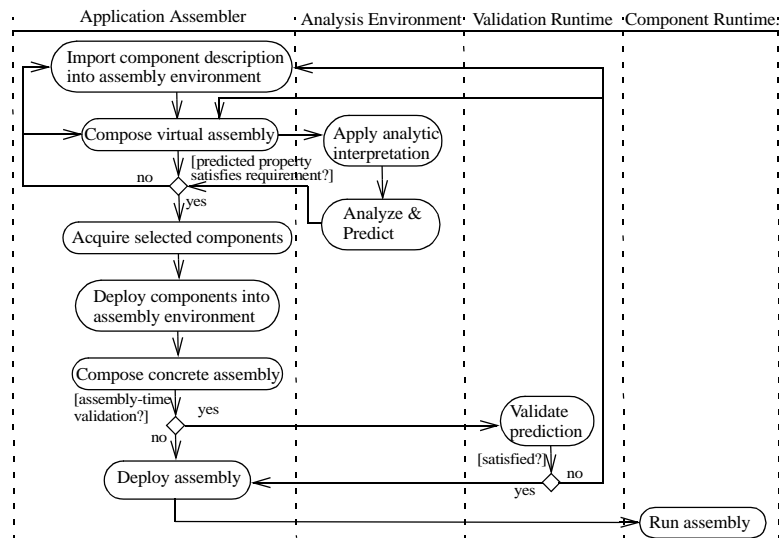 Application Assembler
Analysis Environment
Validation Runtime
Component Runtime:
Import component description
into assembly environment
Compose virtual assembly
Apply analytic
interpretation
[predicted property
satisfies requirement?]
no
yes
Analyze &
Predict
Acquire selected components
Deploy components into
assembly environment
Compose concrete assembly
[assembly-time
validation?]
yes
no
Validate
prediction
[satisfied?]
no
yes
Deploy assembly
Run assembly